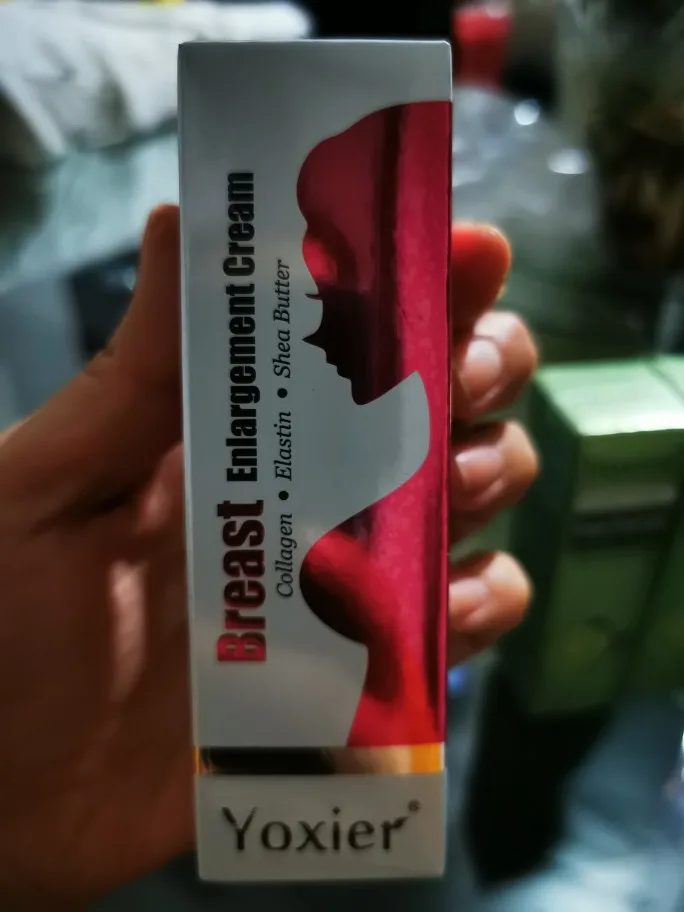 Breast Enlargement Cream
Collagen • Elastin • Shea Butter
Yoxier®